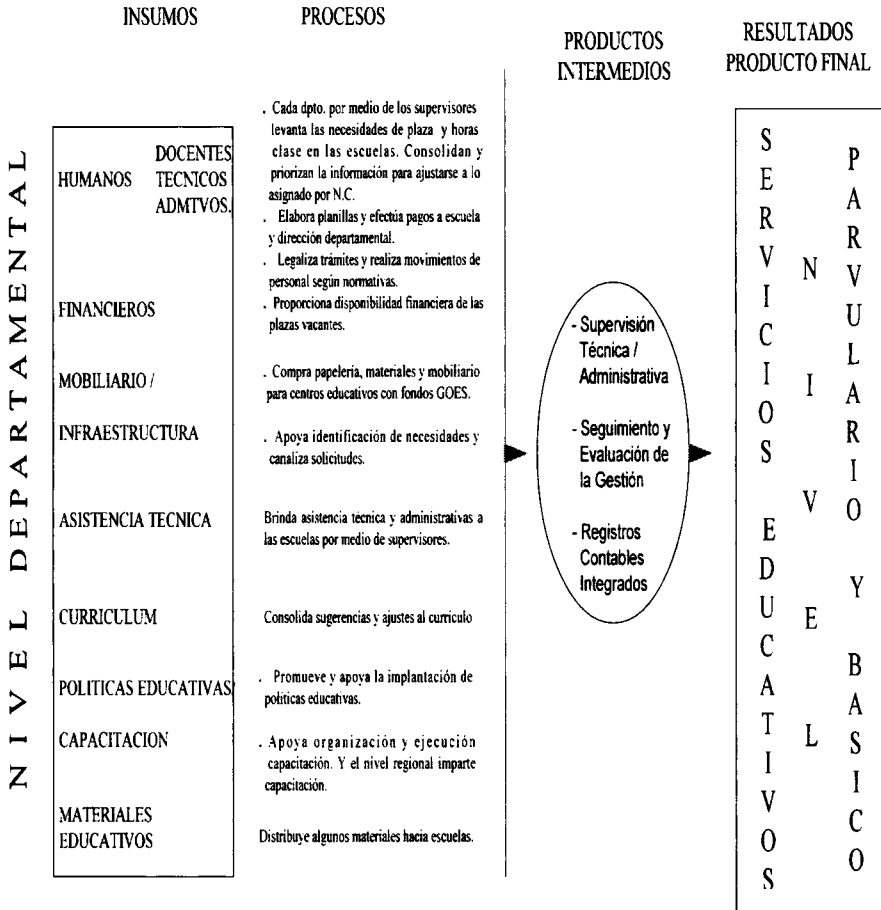 INSUMOS
PROCESOS
PRODUCTOS
INTERMEDIOS
RESULTADOS
PRODUCTO FINAL
NIVEL DEPARTAMENTAL
HUMANOS
DOCENTES
TECNICOS
ADMTVOS.
. Cada dpto. por medio de los supervisores
levanta las necesidades de plaza y horas
clase en las escuelas. Consolidan y
priorizan la información para ajustarse a lo
asignado por N.C.
. Elabora planillas y efectúa pagos a escuela
y dirección departamental.
. Legaliza trámites y realiza movimientos de
personal según normativas.
FINANCIEROS
. Proporciona disponibilidad financiera de las
plazas vacantes.
MOBILIARIO /
. Compra papelería, materiales y mobiliario
para centros educativos con fondos GOES.
INFRAESTRUCTURA
. Apoya identificación de necesidades y
canaliza solicitudes.
ASISTENCIA TECNICA
Brinda asistencia técnica y administrativas a
las escuelas por medio de supervisores.
CURRICULUM
Consolida sugerencias y ajustes al currículo
POLITICAS EDUCATIVAS
. Promueve y apoya la implantación de
políticas educativas.
CAPACITACION
. Apoya organización y ejecución
capacitación. Y el nivel regional imparte
capacitación.
MATERIALES
EDUCATIVOS
Distribuye algunos materiales hacia escuelas.
- Supervisión
Técnica /
Administrativa
- Seguimiento y
Evaluación de
la Gestión
- Registros
Contables
Integrados
SERVICIOS EDUCATIVOS
NIVEL
PARVULARIO Y BASICO